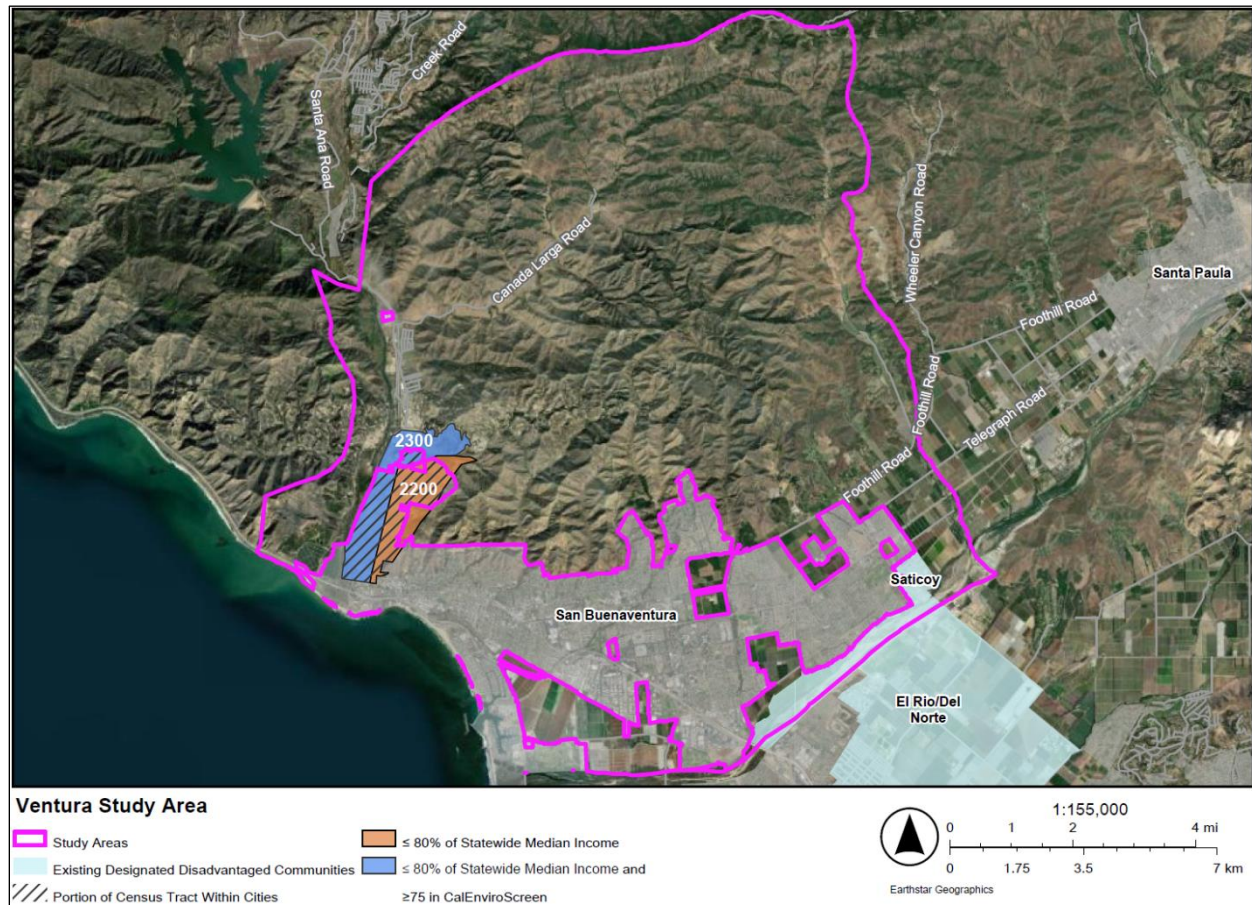 Creek Road
Santa Ana Road
Canada Larga Road
Wheeler Canyon Road
Santa Paula
Foothill Road
Foothill Road
Telegraph Road
Foothill Road
2300
2200
Saticoy
San Buenaventura
El Rio/Del
Norte
Ventura Study Area
Study Areas
Existing Designated Disadvantaged Communities
Portion of Census Tract Within Cities
≤ 80% of Statewide Median Income
≤ 80% of Statewide Median Income and
≥75 in CalEnviroScreen
1:155,000
0 1 2 4 mi
0 1.75 3.5 7 km
Earthstar Geographics